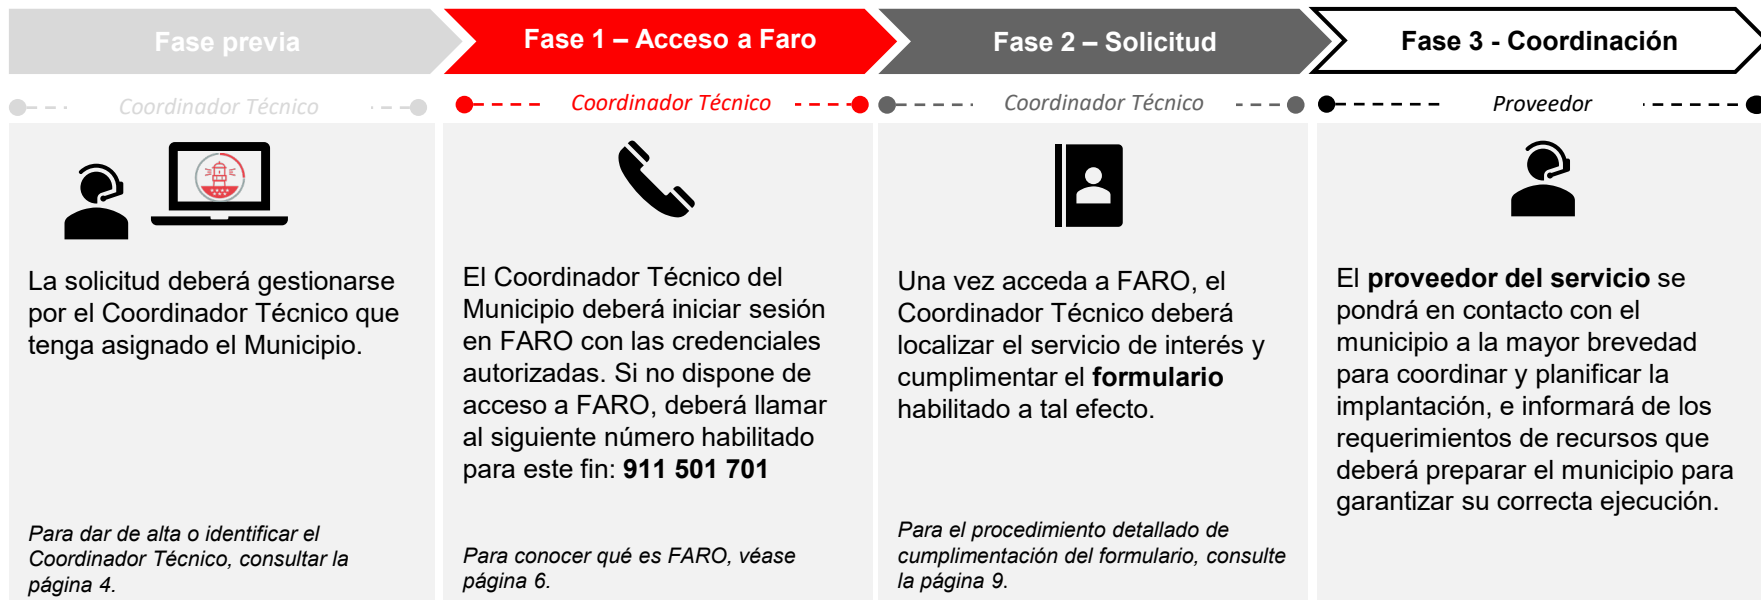 Fase previa
Fase 1 – Acceso a Faro
Fase 2 – Solicitud
Fase 3 - Coordinación
Coordinador Técnico
Coordinador Técnico
Coordinador Técnico
Proveedor
La solicitud deberá gestionarse
por el Coordinador Técnico que
tenga asignado el Municipio.
Para dar de alta o identificar el
Coordinador Técnico, consultar la
página 4.
El Coordinador Técnico del
Municipio deberá iniciar sesión
en FARO con las credenciales
autorizadas. Si no dispone de
acceso a FARO, deberá llamar
al siguiente número habilitado
para este fin: 911 501 701
Para conocer qué es FARO, véase
página 6.
Una vez acceda a FARO, el
Coordinador Técnico deberá
localizar el servicio de interés y
cumplimentar el formulario
habilitado a tal efecto.
Para el procedimiento detallado de
cumplimentación del formulario, consulte
la página 9.
El proveedor del servicio se
pondrá en contacto con el
municipio a la mayor brevedad
para coordinar y planificar la
implantación, e informará de los
requerimientos de recursos que
deberá preparar el municipio para
garantizar su correcta ejecución.